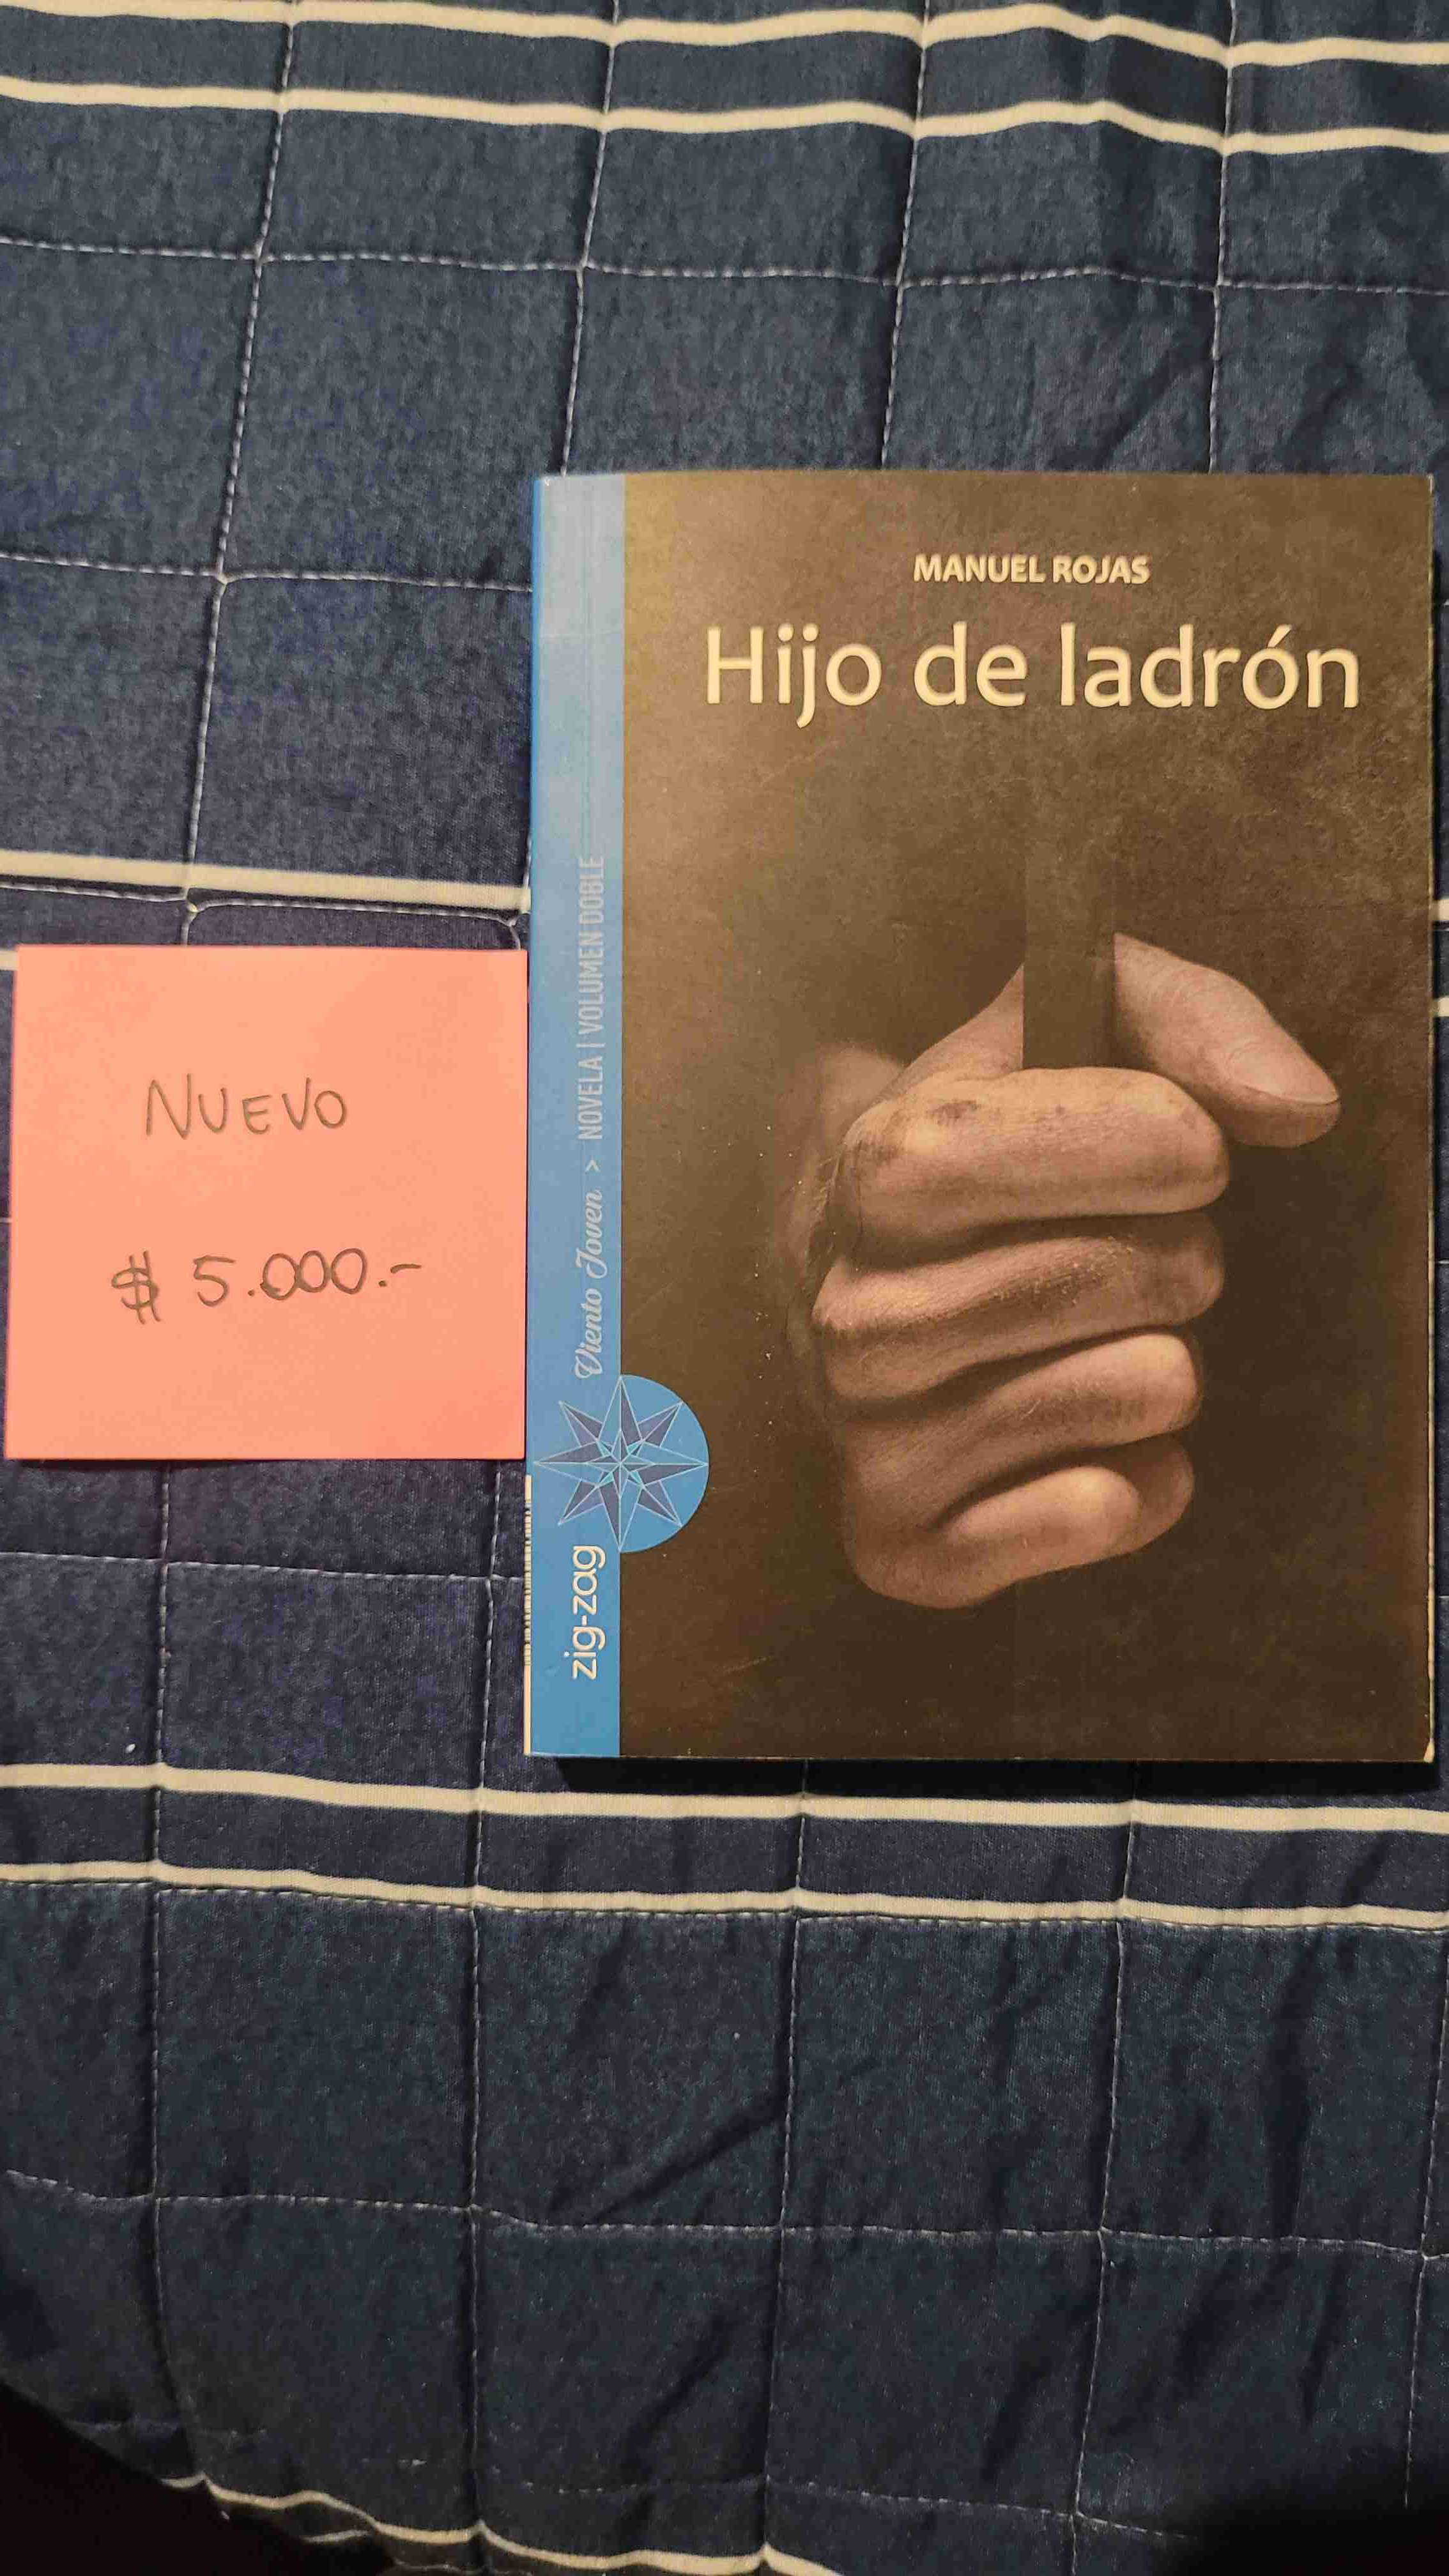 MANUEL ROJAS
Hijo de ladrón
Viento Joven > NOVELA | VOLUMEN DOBLE
zig-zag
NUEVO
$ 5.000.-